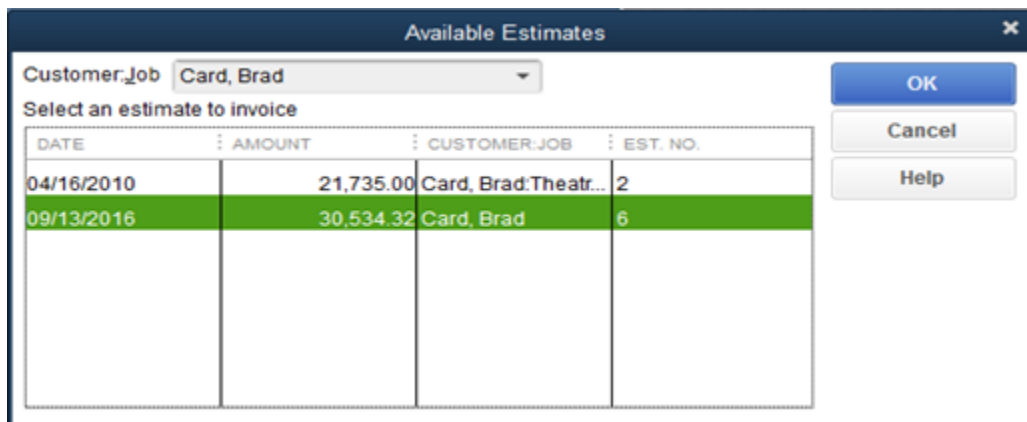 Available Estimates
Customer:Job Card, Brad
OK
Select an estimate to invoice
Cancel
DATE AMOUNT CUSTOMER:JOB EST. NO.
Help
04/16/2010 21,735.00 Card, Brad:Theatr... 2
09/13/2016 30,534.32 Card, Brad 6